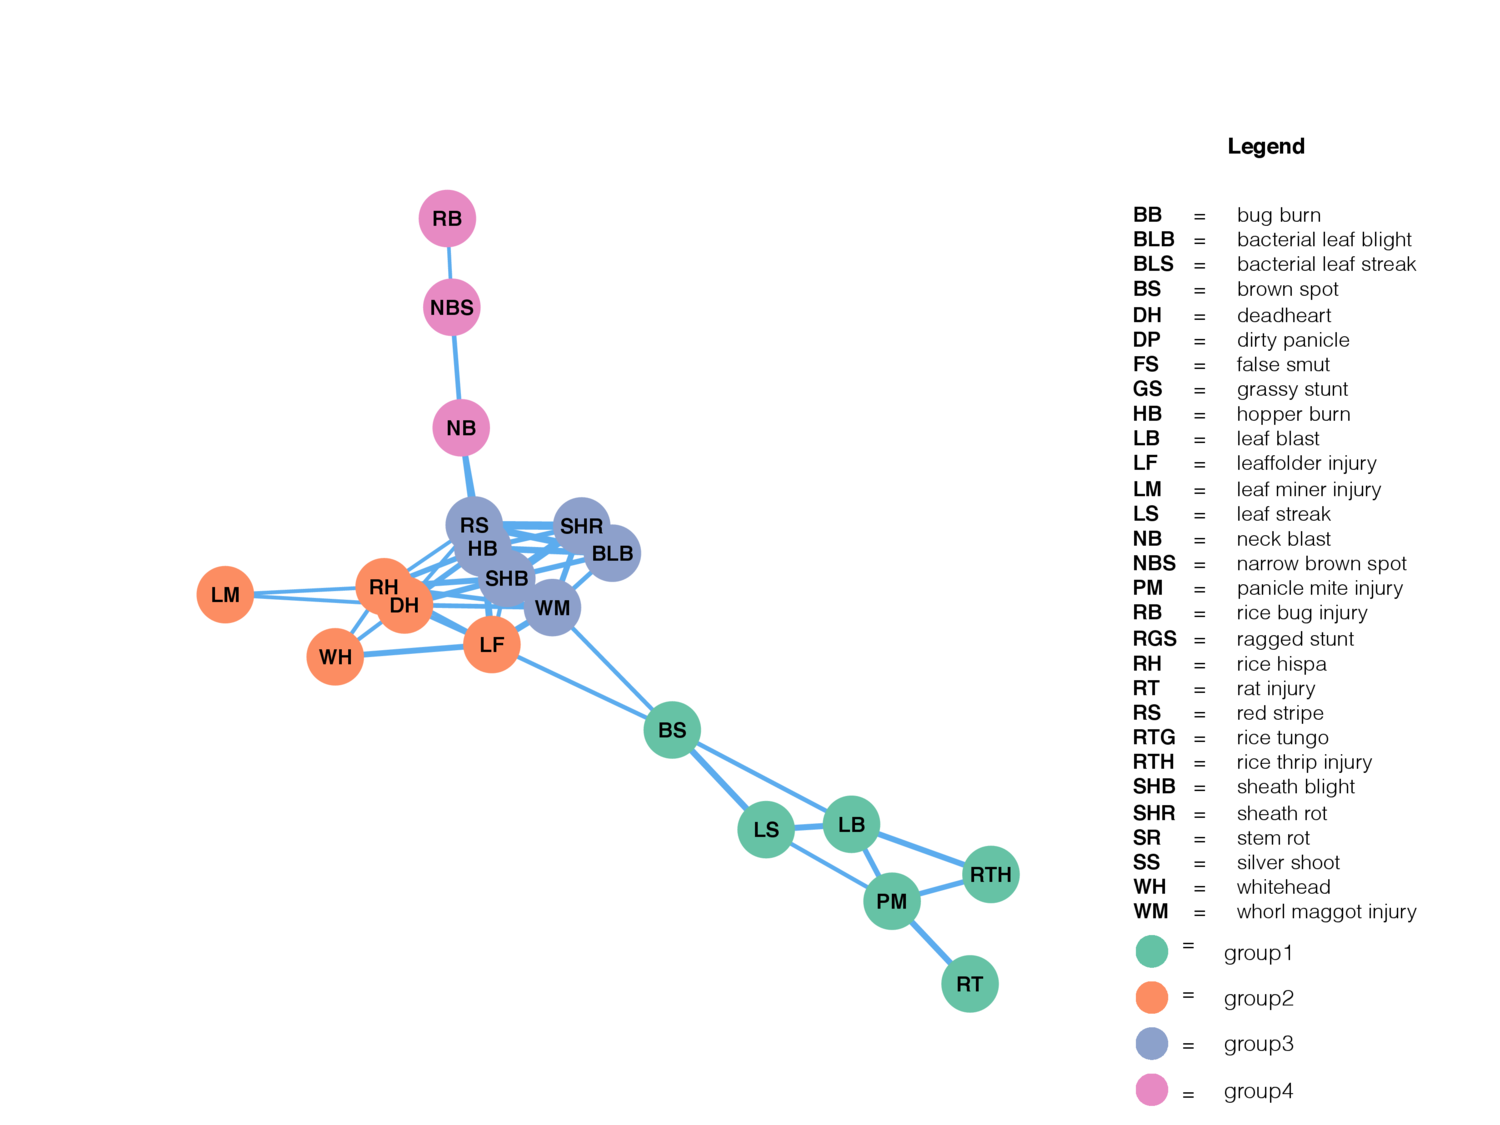 RB
NBS
NB
RS
SHR
HB
BLB
SHB
RH
LM
DH
WM
LF
WH
BS
LS
LB
RTH
PM
RT
Legend
BB = bug burn
BLB = bacterial leaf blight
BLS = bacterial leaf streak
BS = brown spot
DH = deadheart
DP = dirty panicle
FS = false smut
GS = grassy stunt
HB = hopper burn
LB = leaf blast
LF = leaffolder injury
LM = leaf miner injury
LS = leaf streak
NB = neck blast
NBS = narrow brown spot
PM = panicle mite injury
RB = rice bug injury
RGS = ragged stunt
RH = rice hispa
RT = rat injury
RS = red stripe
RTG = rice tungo
RTH = rice thrip injury
SHB = sheath blight
SHR = sheath rot
SR = stem rot
SS = silver shoot
WH = whitehead
WM = whorl maggot injury
= group1
= group2
= group3
= group4